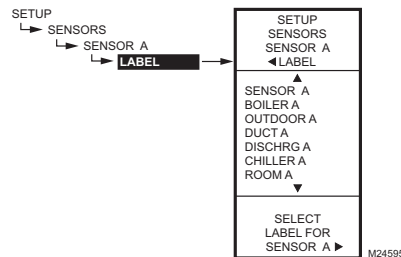 SETUP
SENSORS
SENSOR A
LABEL
SETUP
SENSORS
SENSOR A
◀LABEL
▲
SENSOR A
BOILER A
OUTDOOR A
DUCT A
DISCHRG A
CHILLER A
ROOM A
▼
SELECT
LABEL FOR
SENSOR A▶
M24595